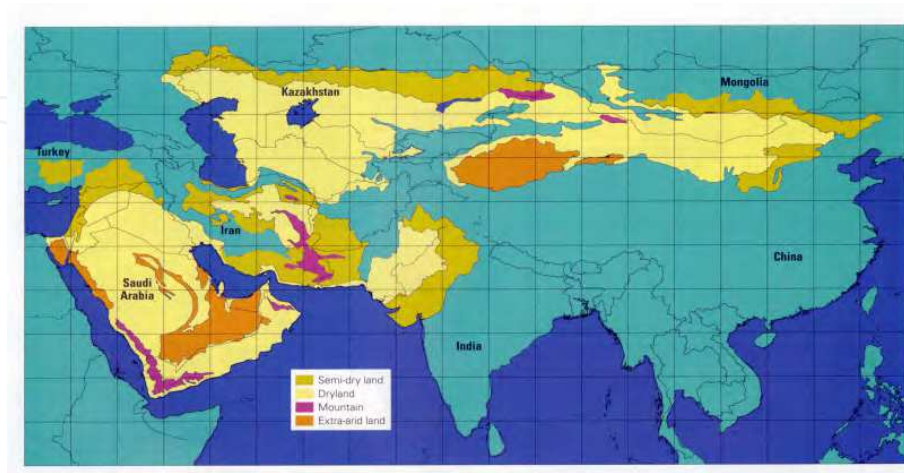 Kazakhstan
Mongolia
Turkey
Iran
China
Saudi
Arabia
India
Semi-dry land
Dryland
Mountain
Extra-arid land